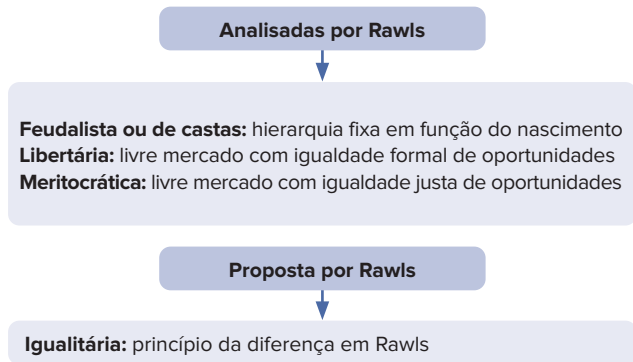 Analisadas por Rawls
Feudalista ou de castas: hierarquia fixa em função do nascimento
Libertária: livre mercado com igualdade formal de oportunidades
Meritocrática: livre mercado com igualdade justa de oportunidades
Proposta por Rawls
Igualitária: princípio da diferença em Rawls